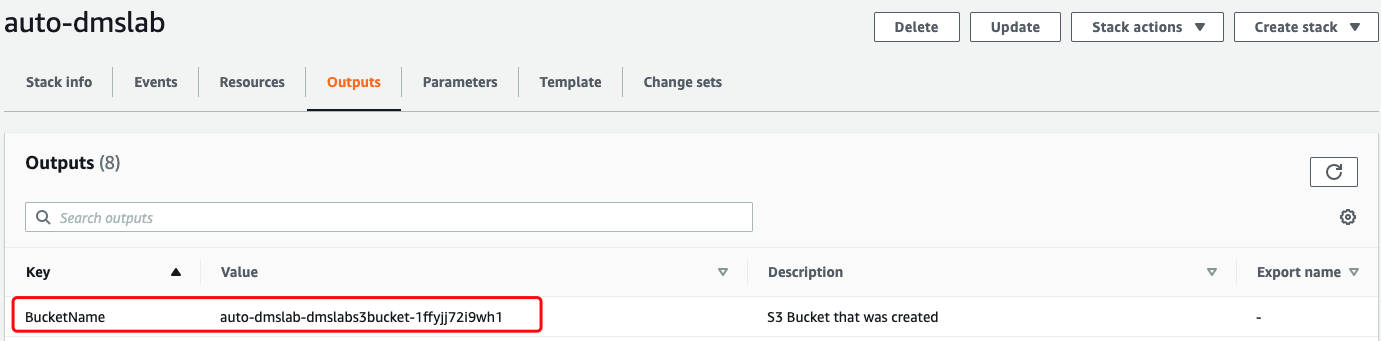 auto-dmslab
Delete Update Stack actions Create stack
Stack info Events Resources Outputs Parameters Template Change sets
Outputs (8)
Search outputs
Key Value Description Export name
BucketName auto-dmslab-dmslabs3bucket-1ffyjj72i9wh1 S3 Bucket that was created -